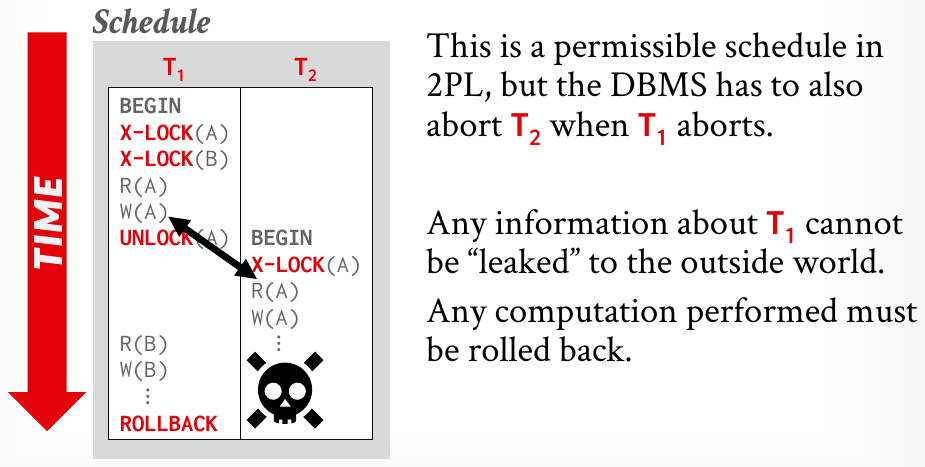 Schedule
TIME
T1
T2
BEGIN
X-LOCK(A)
X-LOCK(B)
R(A)
W(A)
UNLOCK(A)
R(B)
W(B)
⋮
ROLLBACK
BEGIN
X-LOCK(A)
R(A)
W(A)
⋮
This is a permissible schedule in
2PL, but the DBMS has to also
abort T2 when T1 aborts.
Any information about T1 cannot
be “leaked” to the outside world.
Any computation performed must
be rolled back.